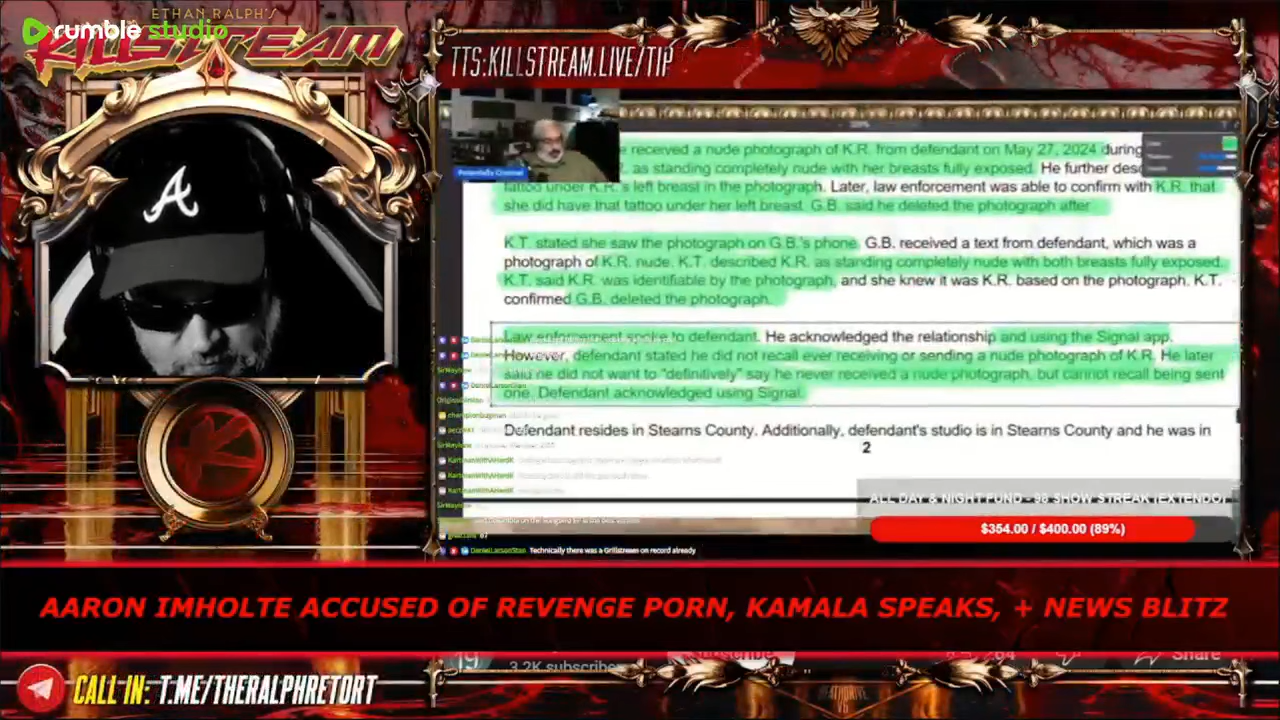 ETHAN RALPH'S
KILLSTREAM
rumble studio
TTS:KILLSTREAM.LIVE/TIP
e received a nude photograph of K.R. from defendant on May 27, 2024 during
as standing completely nude with her breasts fully exposed. He further desc
tattoo under K.R.'s left breast in the photograph. Later, law enforcement was able to confirm with K.R. that
she did have that tattoo under her left breast. G.B. said he deleted the photograph after.
K.T. stated she saw the photograph on G.B.'s phone. G.B. received a text from defendant, which was a
photograph of K.R. nude. K.T. described K.R. as standing completely nude with both breasts fully exposed.
K.T. said K.R. was identifiable by the photograph, and she knew it was K.R. based on the photograph. K.T.
confirmed G.B. deleted the photograph.
Law enforcement spoke to defendant. He acknowledged the relationship and using the Signal app.
However, defendant stated he did not recall ever receiving or sending a nude photograph of K.R. He later
said he did not want to "definitively" say he never received a nude photograph, but cannot recall being sent
one. Defendant acknowledged using Signal.
Defendant resides in Stearns County. Additionally, defendant's studio is in Stearns County and he was in
2
KartmanWithAHardK
KartmanWithAHardK
KartmanWithAHardK
DanielLarsonStan Technically there was a Grillstream on record already
ALL DAY & NIGHT FUND - 98 SHOW STREAK (EXTENDO)
$354.00 / $400.00 (89%)
AARON IMHOLTE ACCUSED OF REVENGE PORN, KAMALA SPEAKS, + NEWS BLITZ
3.2K subscribers
Subscribe
Share
CALL IN: T.ME/THERALPHRETORT